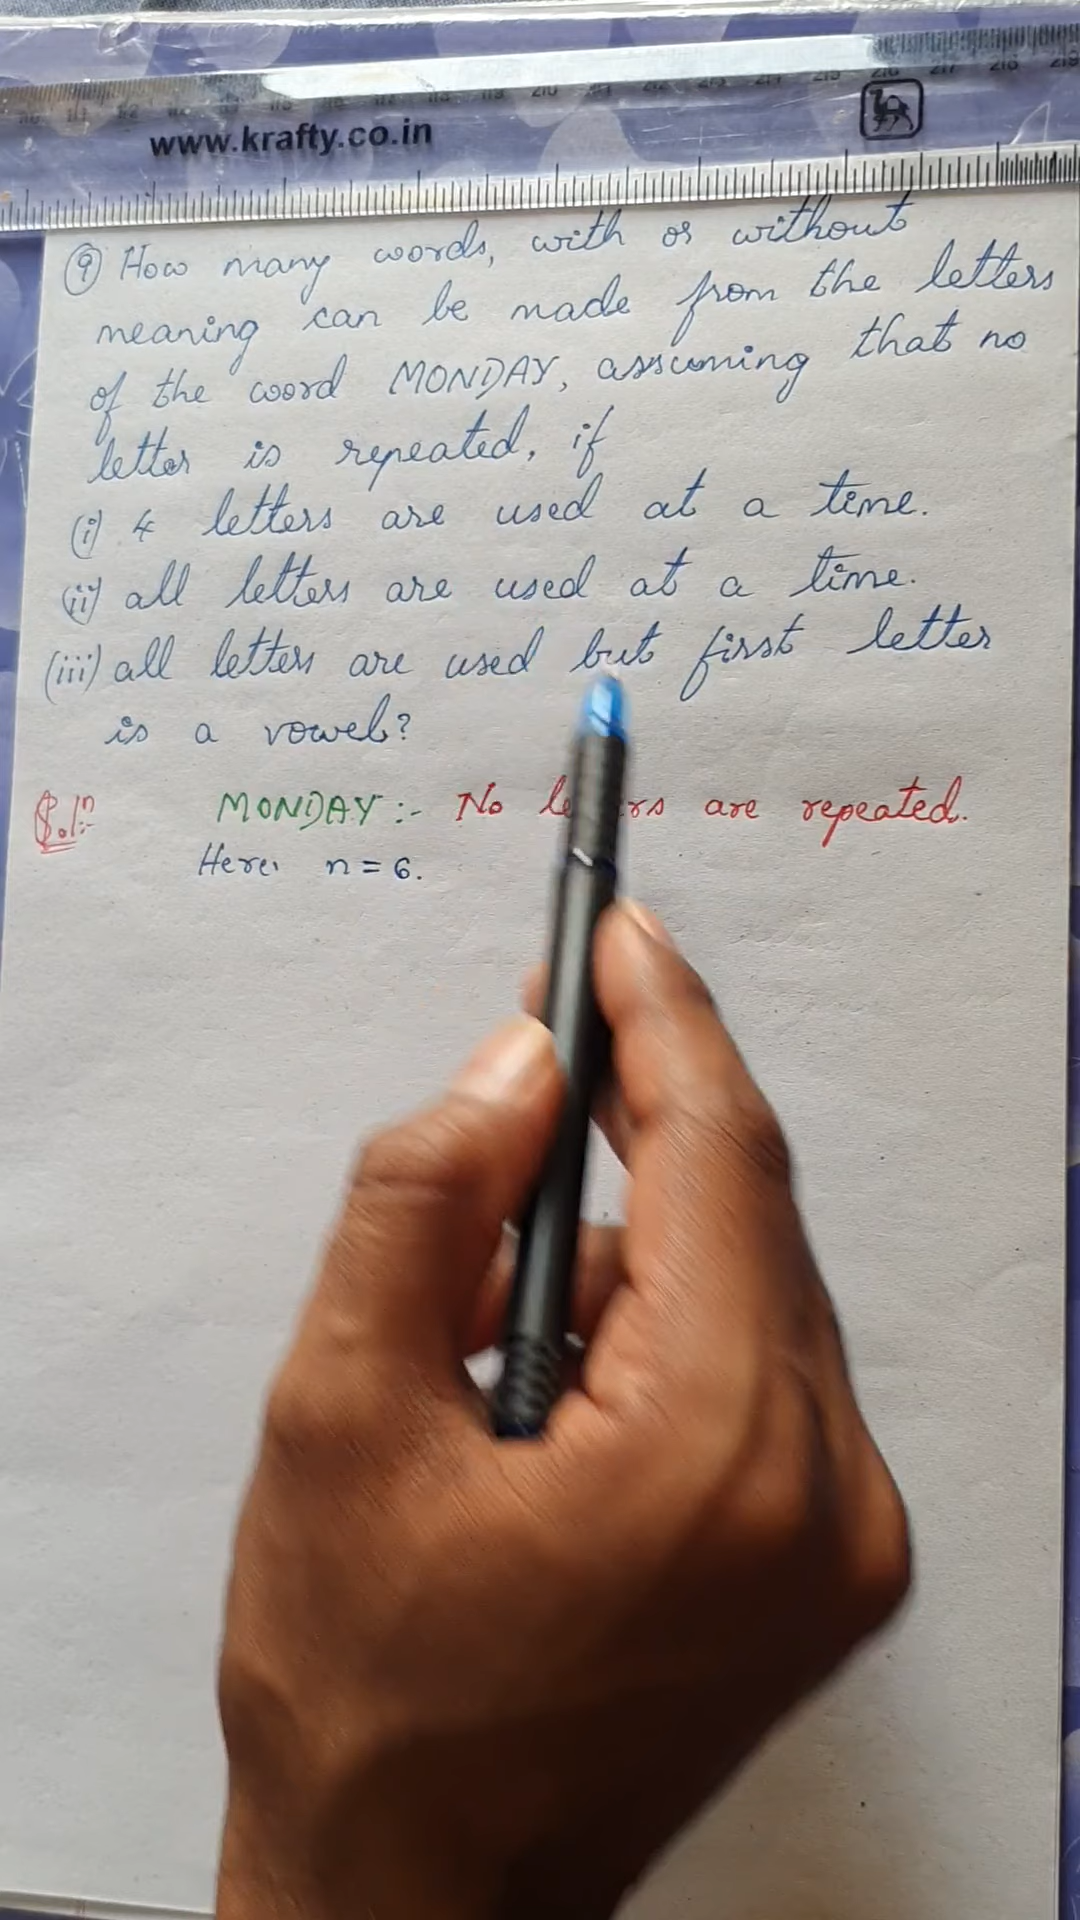 www.krafty.co.in
9 How many words, with or without
meaning can be made from the letters
of the word MONDAY, assuming that no
letter is repeated, if
(i) 4 letters are used at a time.
(ii) all letters are used at a time.
(iii) all letters are used but first letter
is a vowel?
Sol.n:- MONDAY :- No letters are repeated.
Here, n = 6.